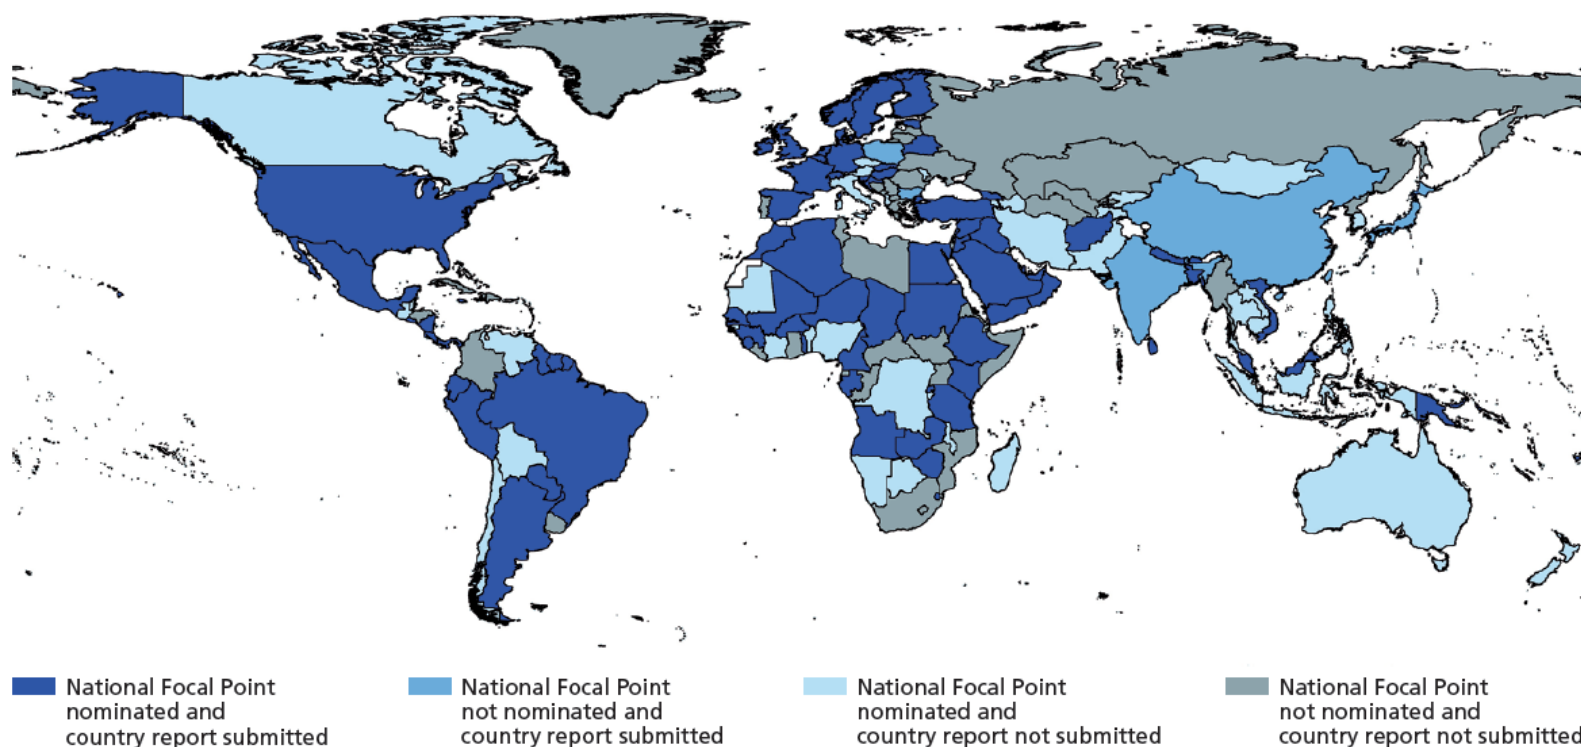 National Focal Point
nominated and
country report submitted
National Focal Point
not nominated and
country report submitted
National Focal Point
nominated and
country report not submitted
National Focal Point
not nominated and
country report not submitted